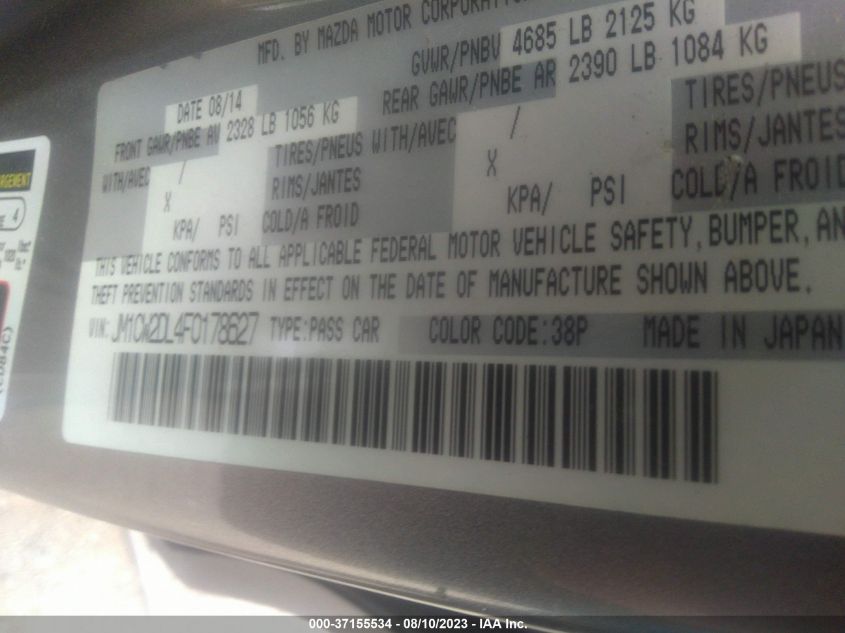 MFD. BY MAZDA MOTOR CORPORATION
GVWR/PNBV 4685 LB 2125 KG
DATE 08/14
REAR GAWR/PNBE AR 2390 LB 1084 KG
FRONT GAWR/PNBE AV 2328 LB 1056 KG
WITH/AVEC / TIRES/PNEUS
X RIMS/JANTES
KPA/ PSI COLD/A FROID
WITH/AVEC / TIRES/PNEUS
X RIMS/JANTES
KPA/ PSI COLD/A FROID
THIS VEHICLE CONFORMS TO ALL APPLICABLE FEDERAL MOTOR VEHICLE SAFETY, BUMPER, AN
THEFT PREVENTION STANDARDS IN EFFECT ON THE DATE OF MANUFACTURE SHOWN ABOVE.
VIN: JM1CW2DL4F0178627 TYPE:PASS CAR COLOR CODE:38P MADE IN JAPAN
4
000-37155534 - 08/10/2023 - IAA Inc.